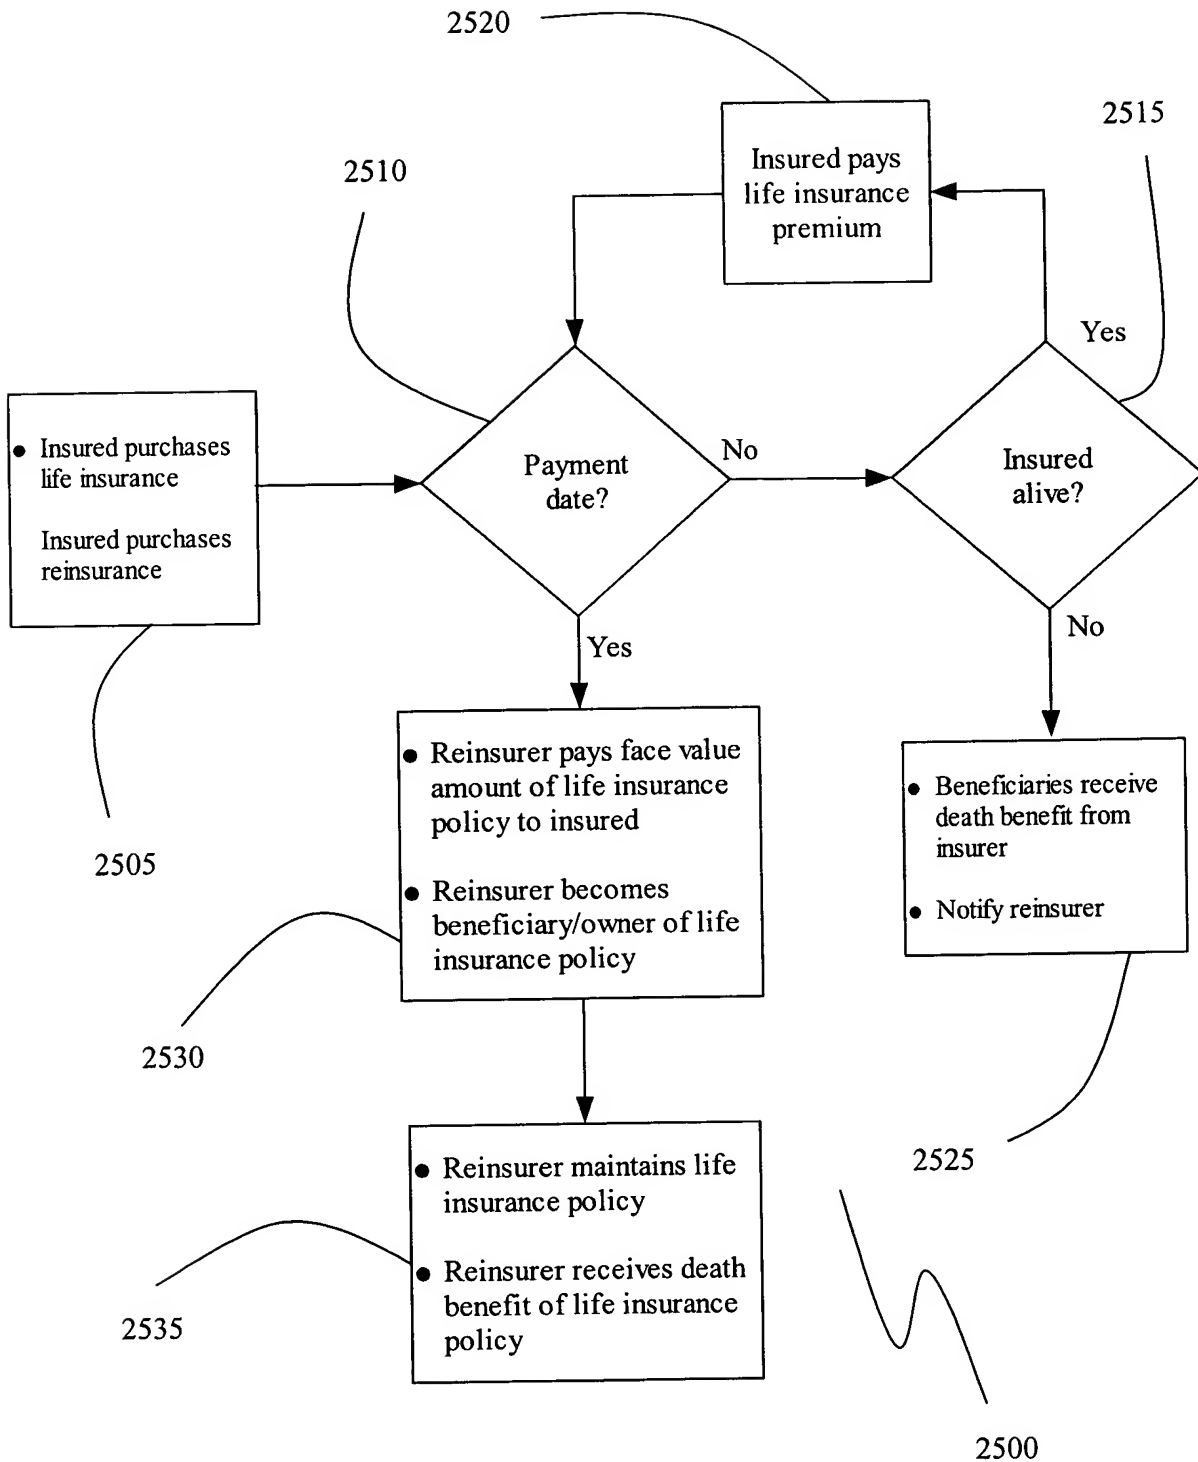 2520
2515
Insured pays
life insurance
premium
2510
Yes
● Insured purchases
life insurance
Insured purchases
reinsurance
Payment
date?
No
Insured
alive?
No
Yes
● Reinsurer pays face value
amount of life insurance
policy to insured
● Reinsurer becomes
beneficiary/owner of life
insurance policy
● Beneficiaries receive
death benefit from
insurer
● Notify reinsurer
2505
2530
2525
● Reinsurer maintains life
insurance policy
● Reinsurer receives death
benefit of life insurance
policy
2535
2500